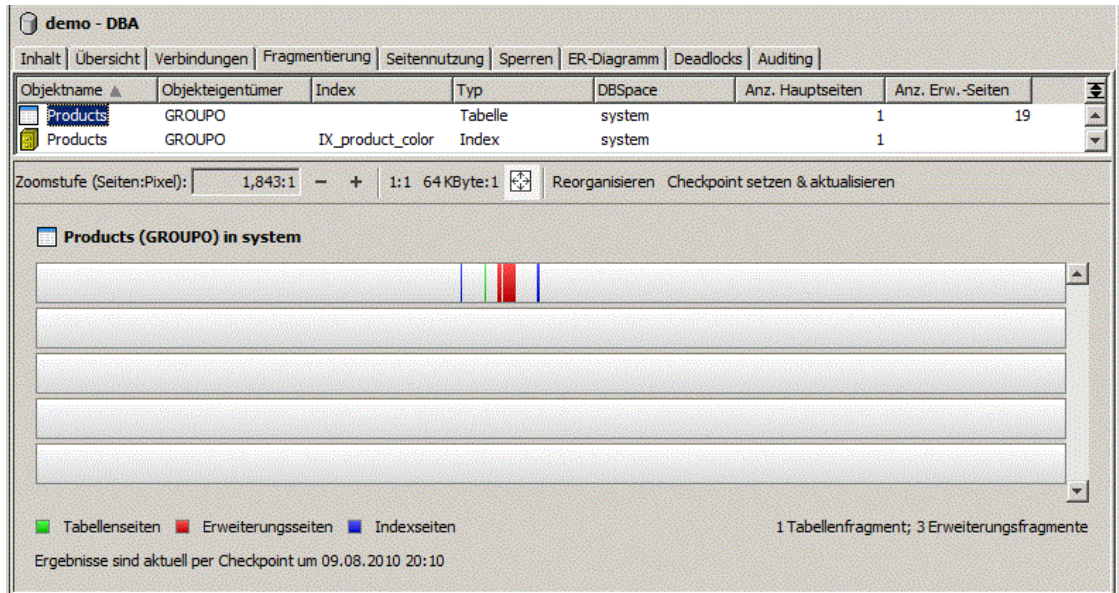 demo - DBA
Inhalt Übersicht Verbindungen Fragmentierung Seitennutzung Sperren ER-Diagramm Deadlocks Auditing
Objektname Objekteigentümer Index Typ DBSpace Anz. Hauptseiten Anz. Erw.-Seiten
Products GROUPO Tabelle system 1 19
Products GROUPO IX_product_color Index system 1
Zoomstufe (Seiten:Pixel): 1,843:1 − + 1:1 64 KByte:1 Reorganisieren Checkpoint setzen & aktualisieren
Products (GROUPO) in system
Tabellenseiten Erweiterungsseiten Indexseiten 1 Tabellenfragment; 3 Erweiterungsfragmente
Ergebnisse sind aktuell per Checkpoint um 09.08.2010 20:10